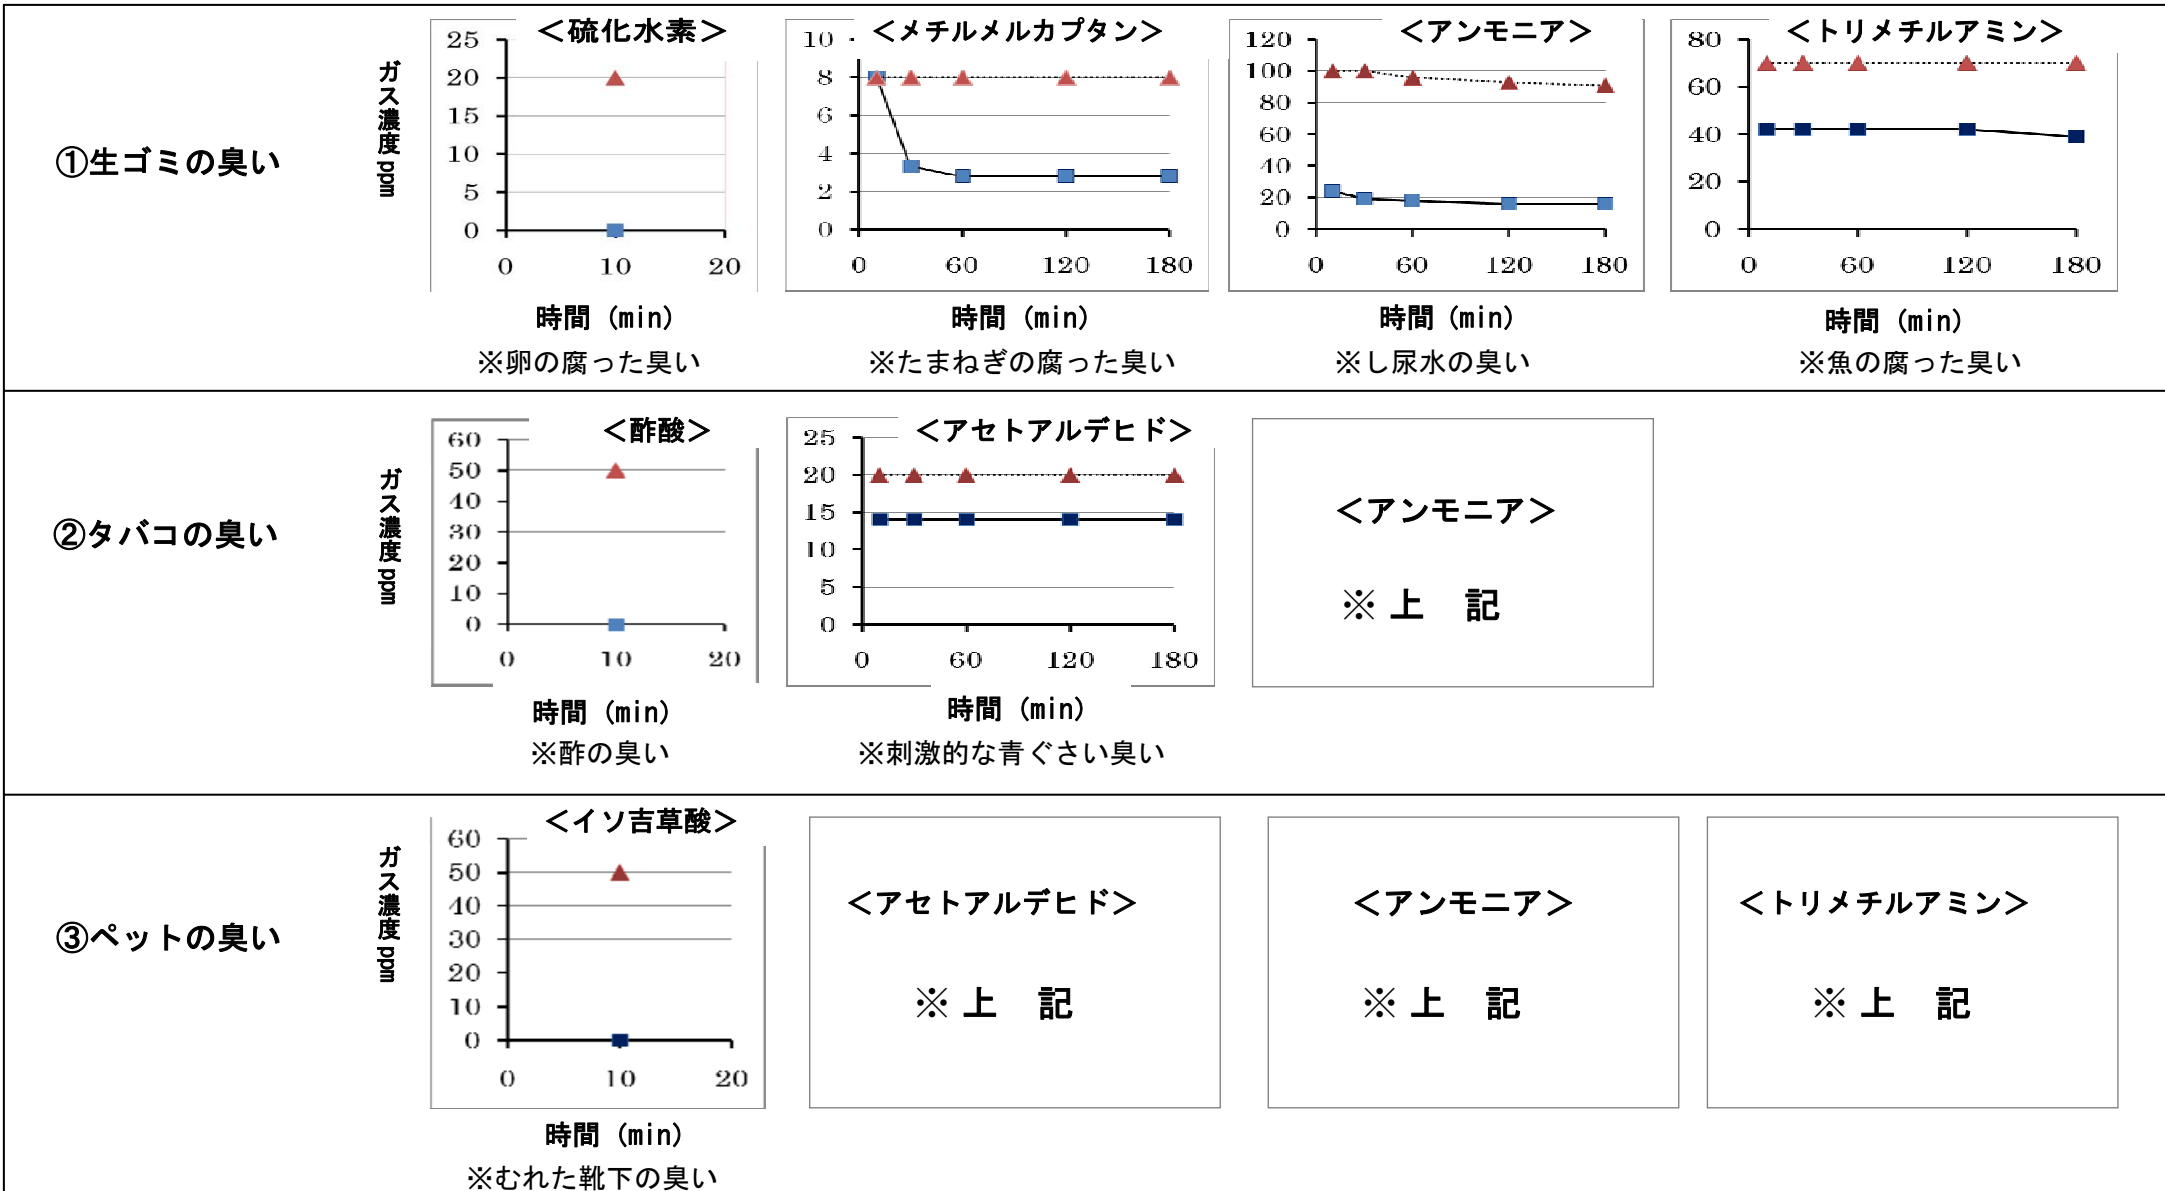 ①生ゴミの臭い
ガス濃度 ppm
＜硫化水素＞
25
20
15
10
5
0
0 10 20
時間 (min)
※卵の腐った臭い
＜メチルメルカプタン＞
10
8
6
4
2
0
0 60 120 180
時間 (min)
※たまねぎの腐った臭い
＜アンモニア＞
120
100
80
60
40
20
0
0 60 120 180
時間 (min)
※し尿水の臭い
＜トリメチルアミン＞
80
60
40
20
0
0 60 120 180
時間 (min)
※魚の腐った臭い
②タバコの臭い
ガス濃度 ppm
＜酢酸＞
60
50
40
30
20
10
0
0 10 20
時間 (min)
※酢の臭い
＜アセトアルデヒド＞
25
20
15
10
5
0
0 60 120 180
時間 (min)
※刺激的な青ぐさい臭い
＜アンモニア＞
※上 記
③ペットの臭い
ガス濃度 ppm
＜イソ吉草酸＞
60
50
40
30
20
10
0
0 10 20
時間 (min)
※むれた靴下の臭い
＜アセトアルデヒド＞
※上 記
＜アンモニア＞
※上 記
＜トリメチルアミン＞
※上 記